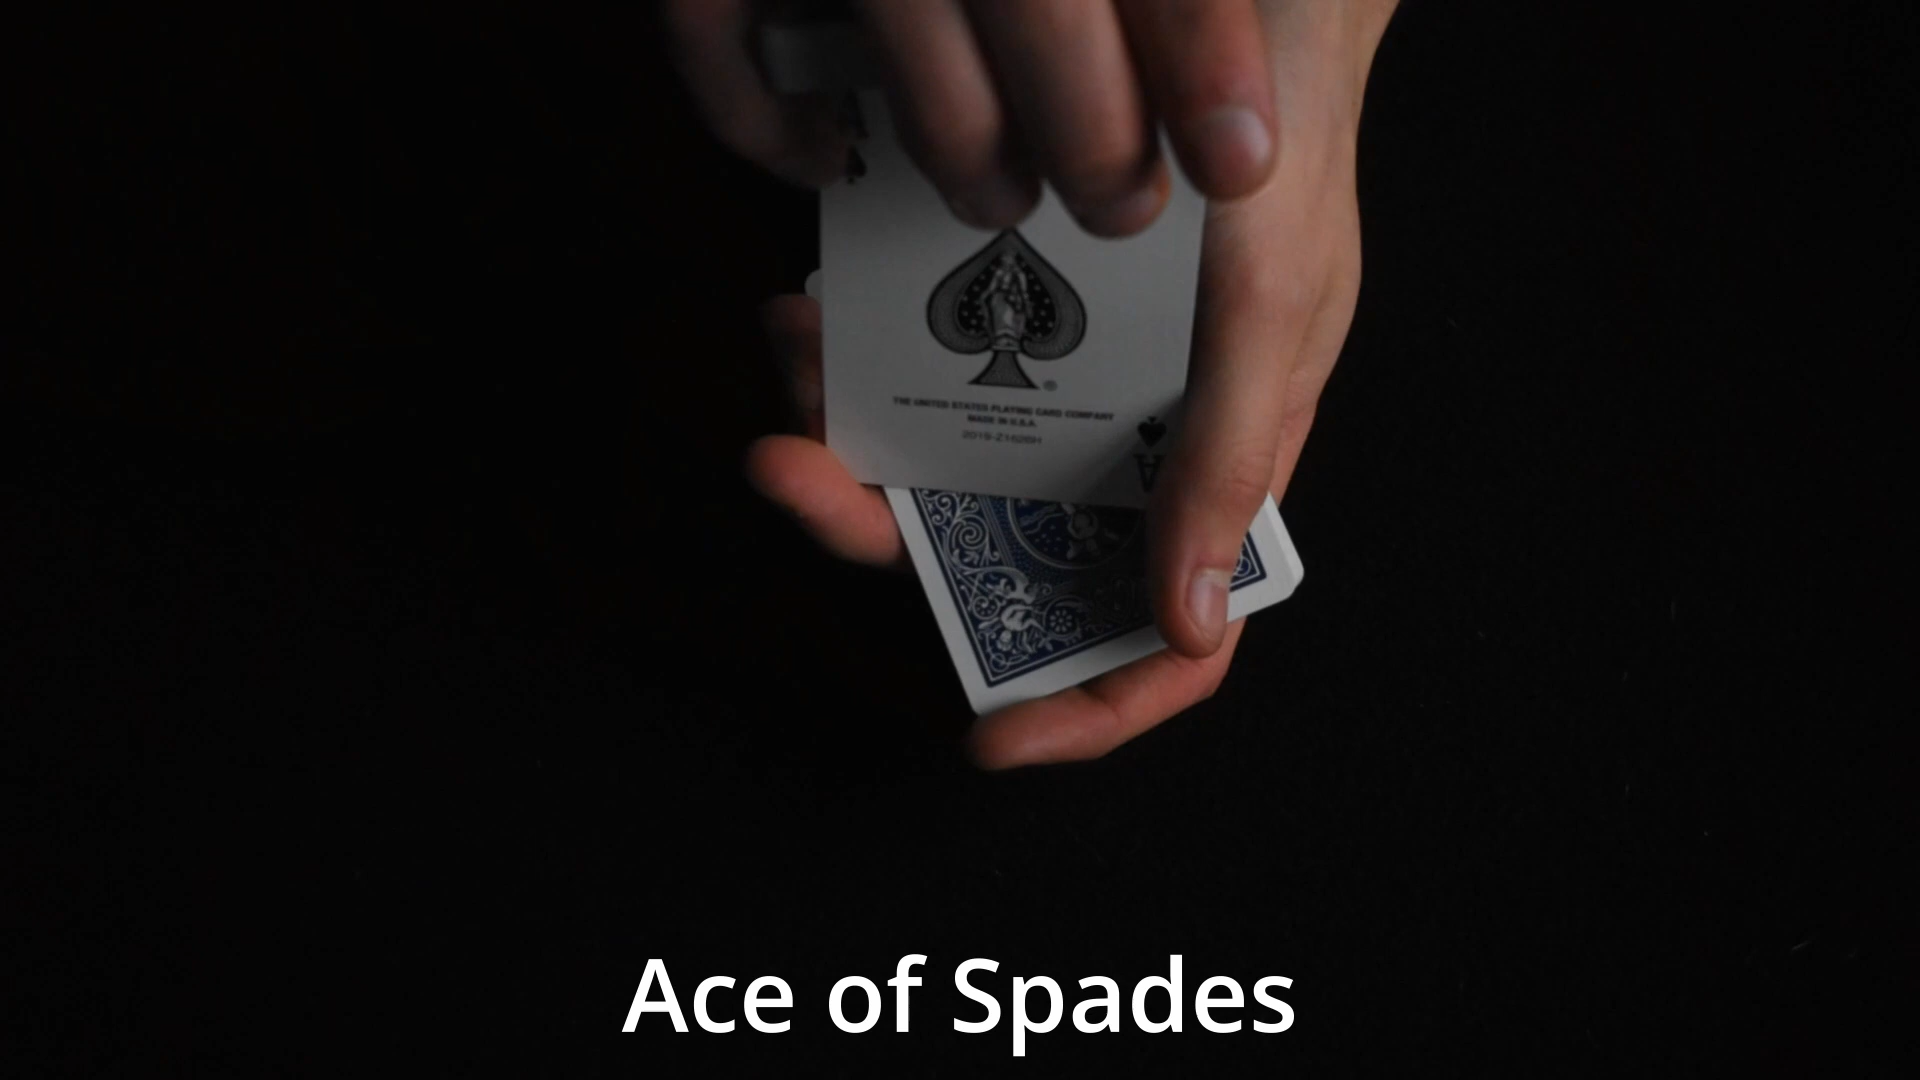 A
THE UNITED STATES PLAYING CARD COMPANY
MADE IN U.S.A.
A
Ace of Spades